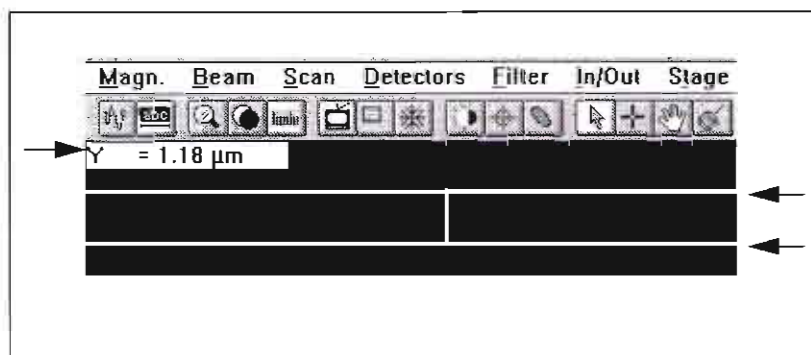 Magn. Beam Scan Detectors Filter In/Out Stage
abc
Y = 1.18 µm